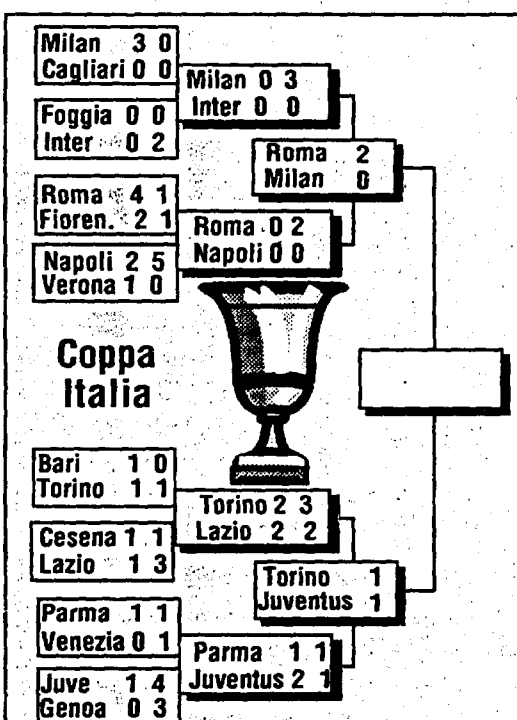 Milan 3 0
Cagliari 0 0
Milan 0 3
Inter 0 0
Foggia 0 0
Inter 0 2
Roma 2
Milan 0
Roma 4 1
Fioren. 2 1
Roma 0 2
Napoli 0 0
Napoli 2 5
Verona 1 0
Coppa
Italia
Bari 1 0
Torino 1 1
Torino 2 3
Lazio 2 2
Cesena 1 1
Lazio 1 3
Torino 1
Juventus 1
Parma 1 1
Venezia 0 1
Parma 1 1
Juventus 2 1
Juve 1 4
Genoa 0 3